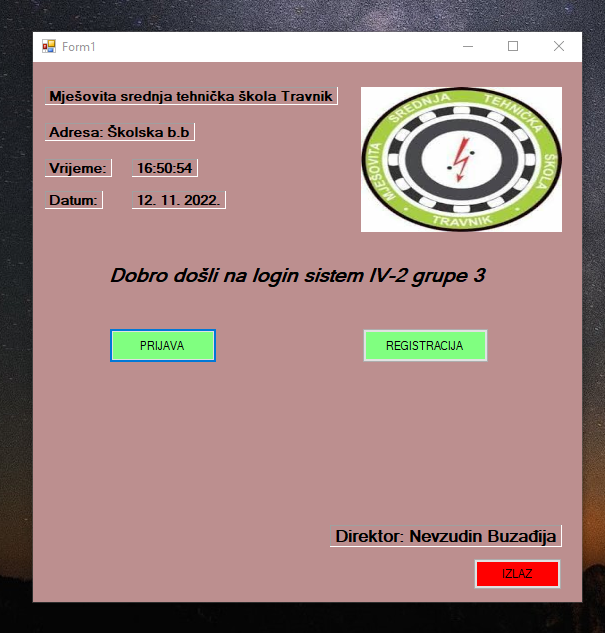 Form1
Mješovita srednja tehnička škola Travnik
Adresa: Školska b.b
Vrijeme: 16:50:54
Datum: 12. 11. 2022.
MJEŠOVITA SREDNJA TEHNIČKA ŠKOLA
· TRAVNIK ·
Dobro došli na login sistem IV-2 grupe 3
PRIJAVA REGISTRACIJA
Direktor: Nevzudin Buzađija
IZLAZ